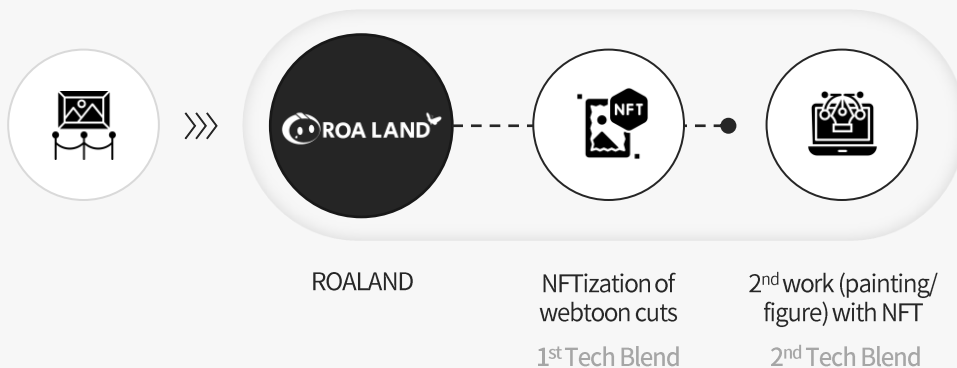 ROA LAND
NFT
ROALAND
NFTization of
webtoon cuts
1st Tech Blend
2nd work (painting/
figure) with NFT
2nd Tech Blend